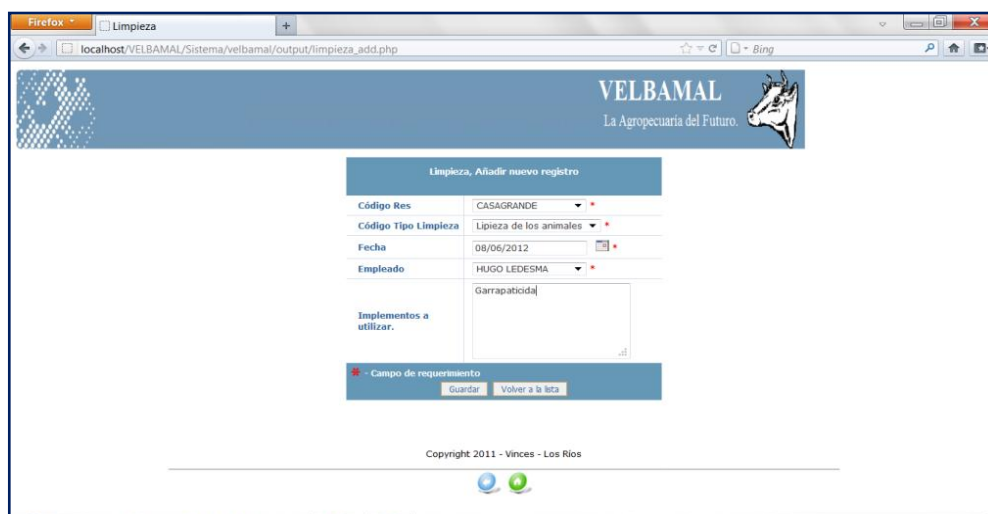 Firefox
Limpieza
+
localhost/VELBAMAL/Sistema/velbamal/output/limpieza_add.php
Bing
VELBAMAL
La Agropecuaria del Futuro.
Limpieza, Añadir nuevo registro
Código Res CASAGRANDE *
Código Tipo Limpieza Lipieza de los animales *
Fecha 08/06/2012 *
Empleado HUGO LEDESMA *
Implementos a utilizar. Garrapaticida
* - Campo de requerimiento
Guardar Volver a la lista
Copyright 2011 - Vinces - Los Ríos